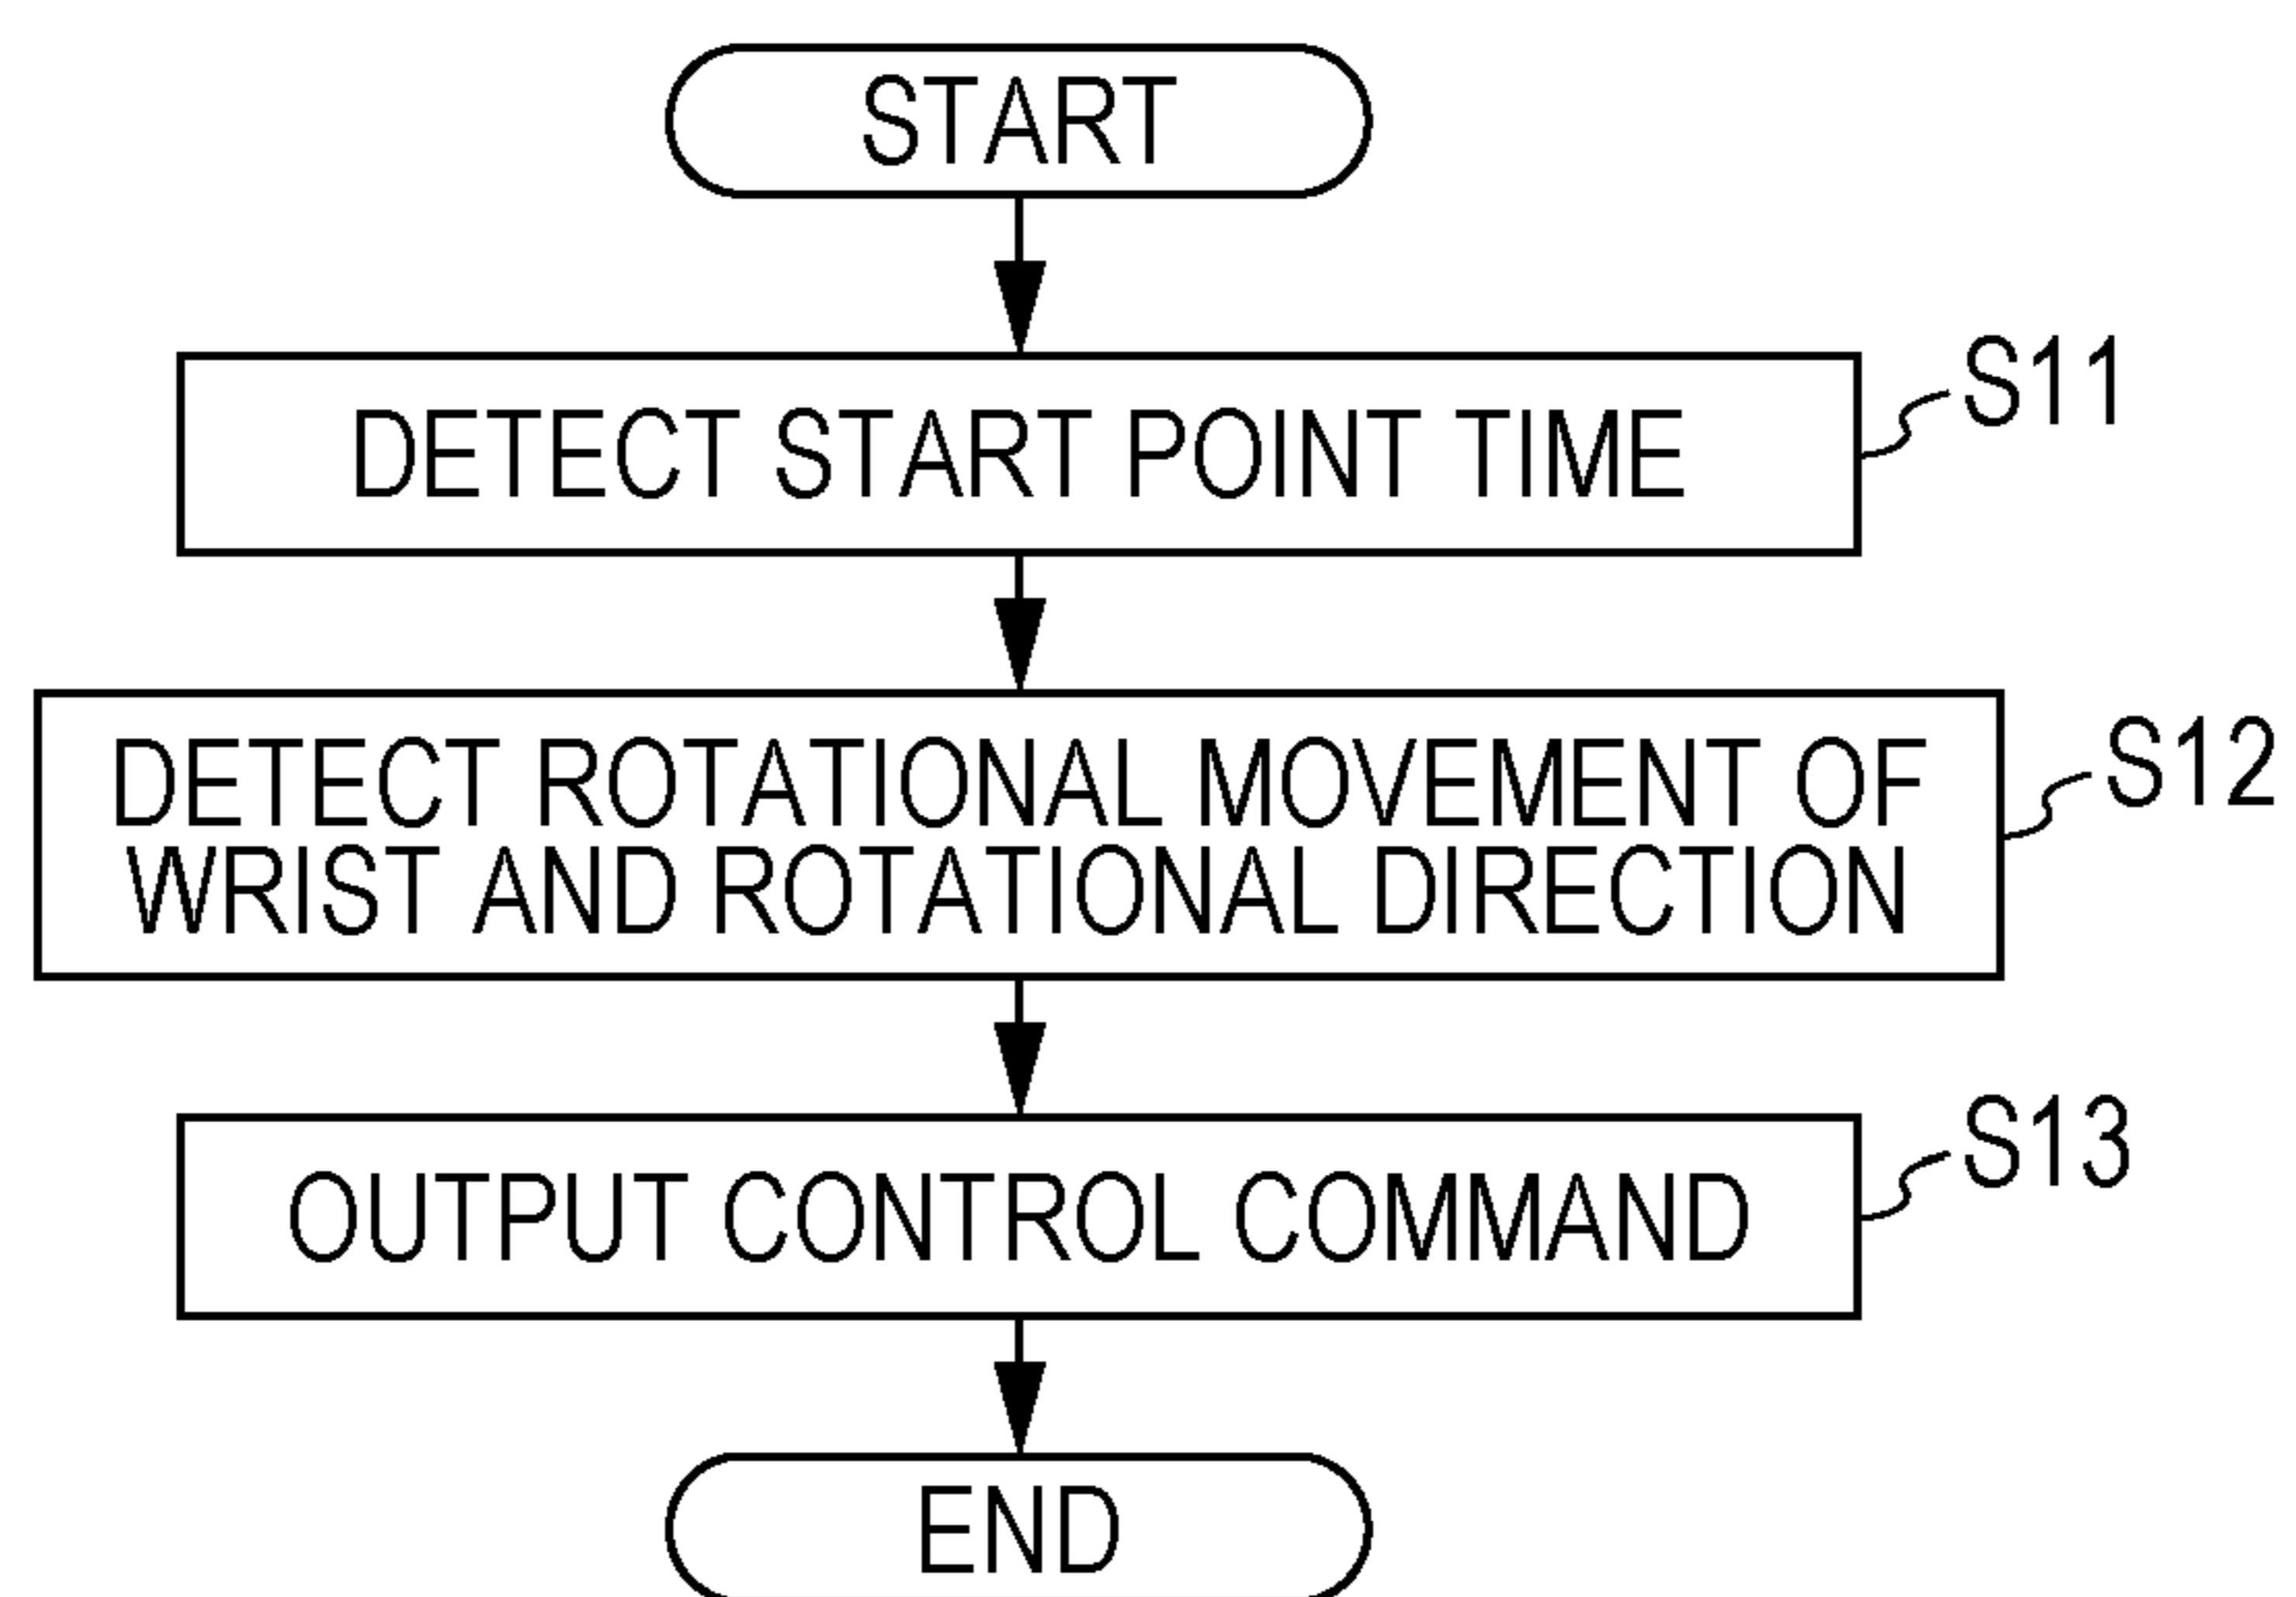 START
DETECT START POINT TIME
S11
DETECT ROTATIONAL MOVEMENT OF
WRIST AND ROTATIONAL DIRECTION
S12
OUTPUT CONTROL COMMAND
S13
END